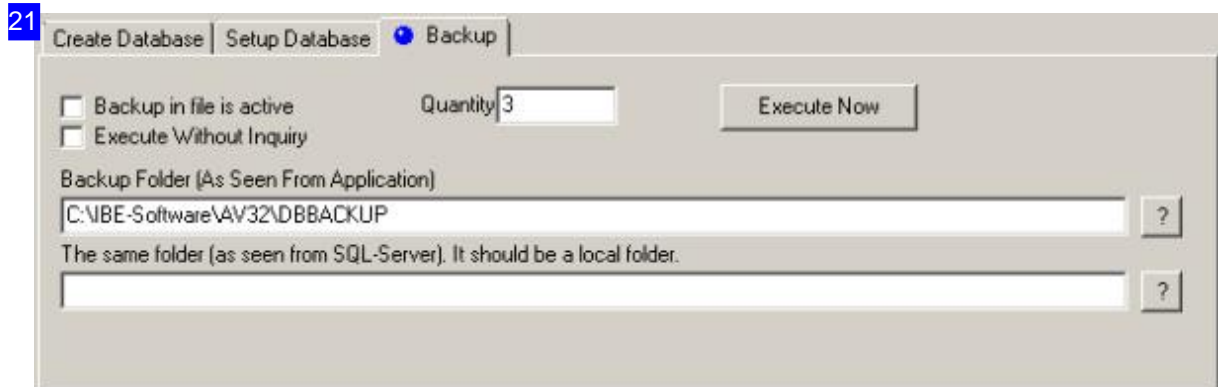 21
Create Database Setup Database Backup
Backup in file is active Quantity 3 Execute Now
Execute Without Inquiry
Backup Folder (As Seen From Application)
C:\IBE-Software\AV32\DBBACKUP ?
The same folder (as seen from SQL-Server). It should be a local folder.
?